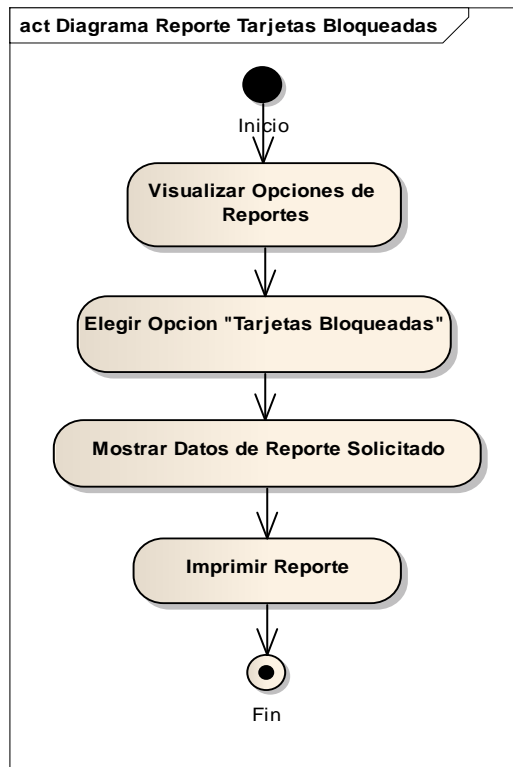 act Diagrama Reporte Tarjetas Bloqueadas
Inicio
Visualizar Opciones de
Reportes
Elegir Opcion "Tarjetas Bloqueadas"
Mostrar Datos de Reporte Solicitado
Imprimir Reporte
Fin